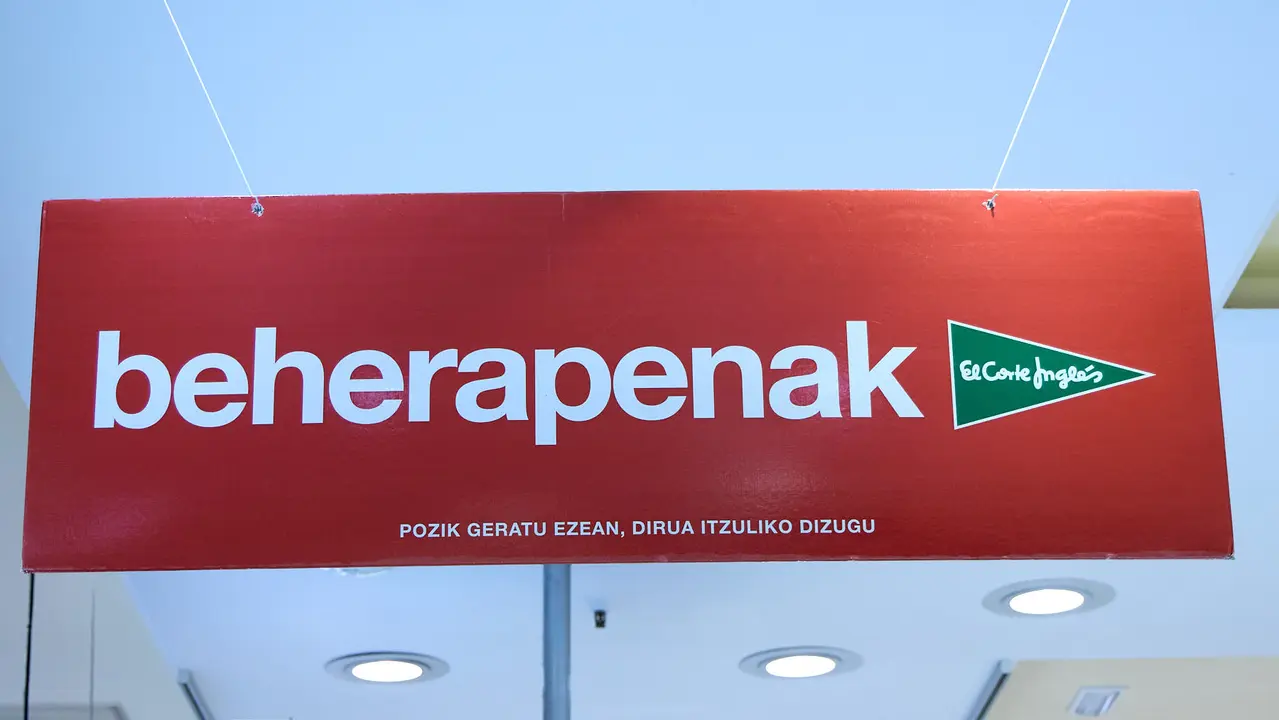 beherapenak
El Corte Inglés
POZIK GERATU EZEAN, DIRUA ITZULIKO DIZUGU